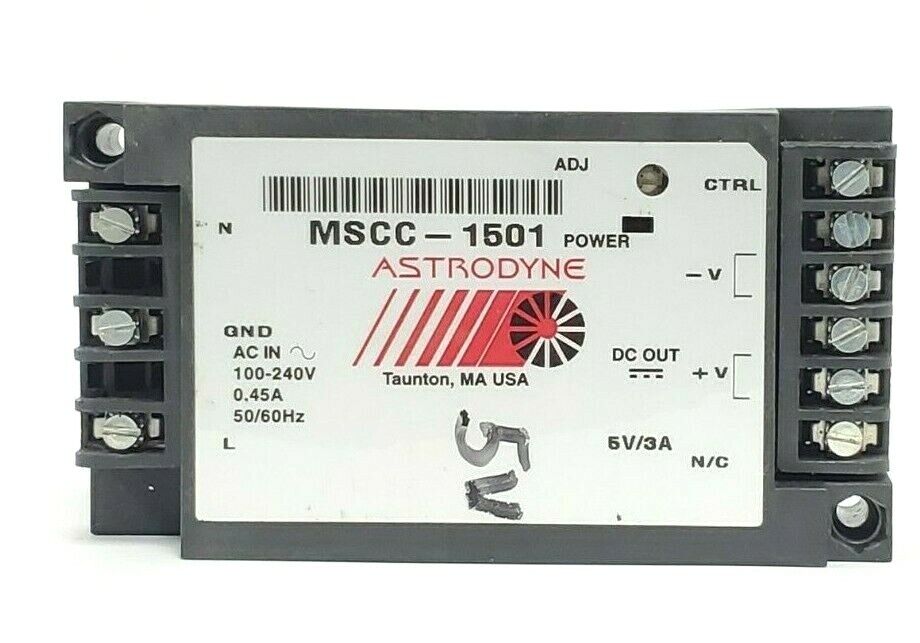 ADJ
CTRL
N
MSCC-1501 POWER
ASTRODYNE
-V
GND
AC IN
100-240V
0.45A
50/60Hz
Taunton, MA USA
DC OUT
+V
L
5V/3A
N/C
5V